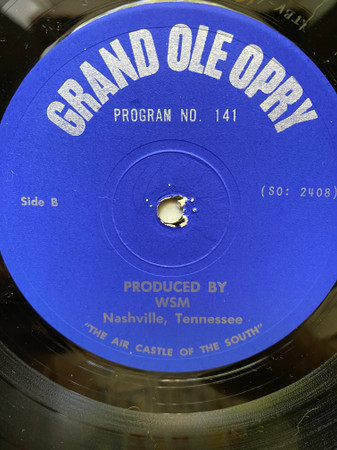 GRAND OLE OPRY
PROGRAM NO. 141
Side B
(SO: 2408)
PRODUCED BY
WSM
Nashville, Tennessee
"THE AIR CASTLE OF THE SOUTH"